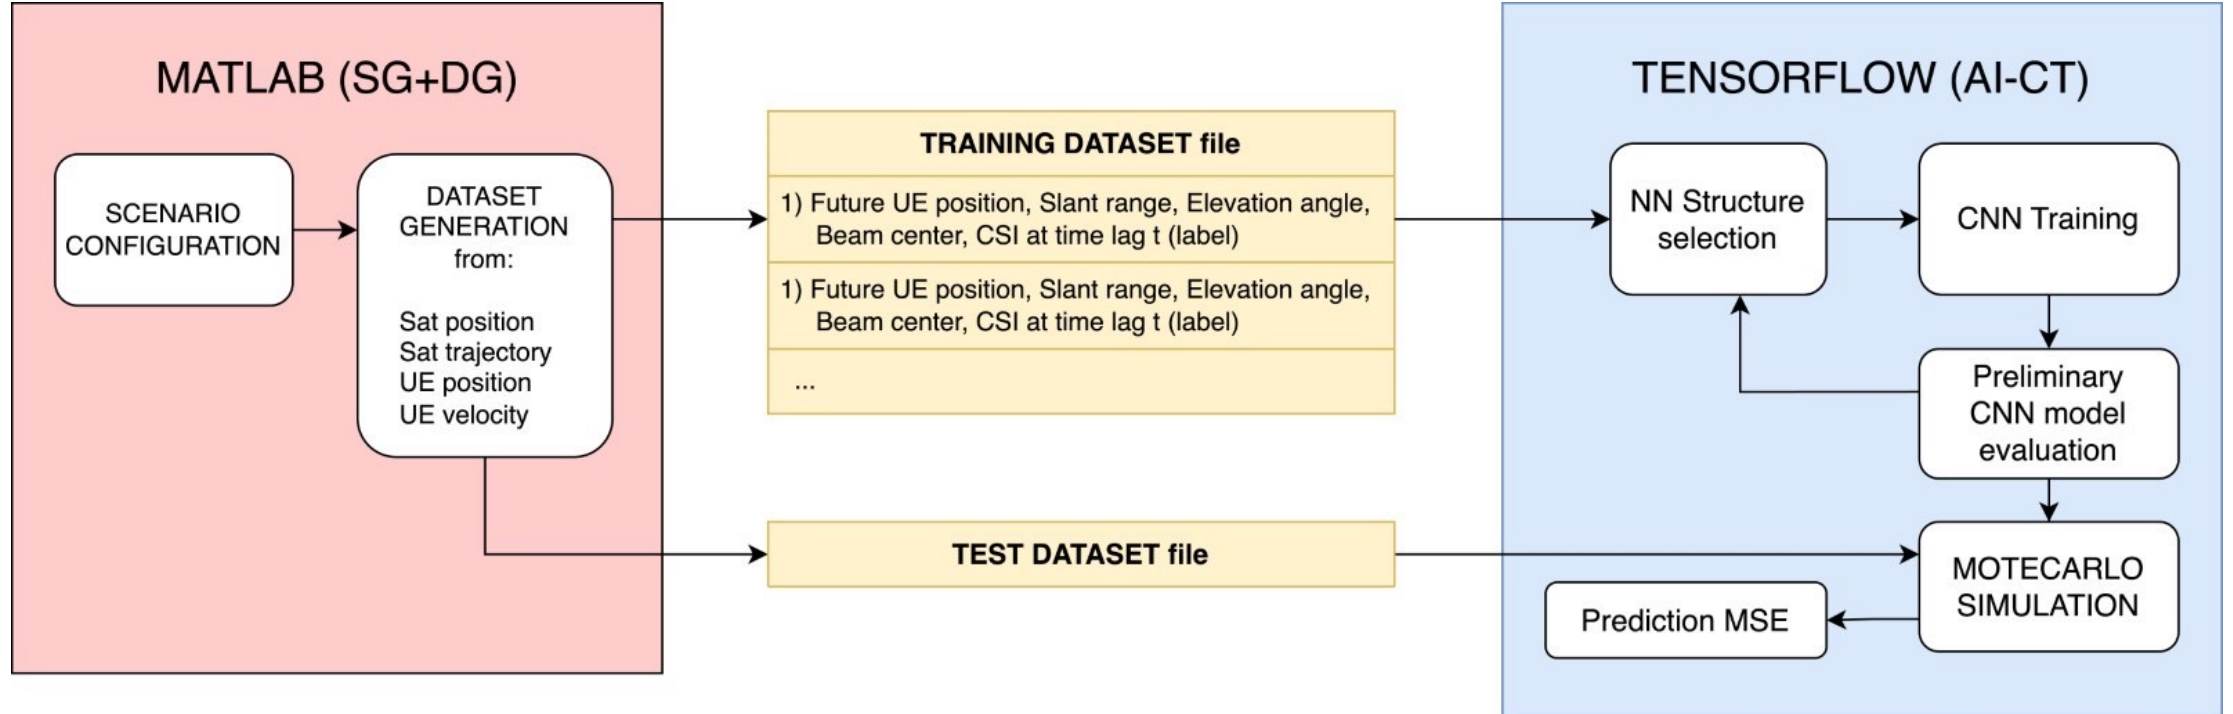 MATLAB (SG+DG)
SCENARIO
CONFIGURATION
DATASET
GENERATION
from:
Sat position
Sat trajectory
UE position
UE velocity
TRAINING DATASET file
1) Future UE position, Slant range, Elevation angle,
Beam center, CSI at time lag t (label)
1) Future UE position, Slant range, Elevation angle,
Beam center, CSI at time lag t (label)
...
TEST DATASET file
TENSORFLOW (AI-CT)
NN Structure
selection
CNN Training
Preliminary
CNN model
evaluation
MOTECARLO
SIMULATION
Prediction MSE